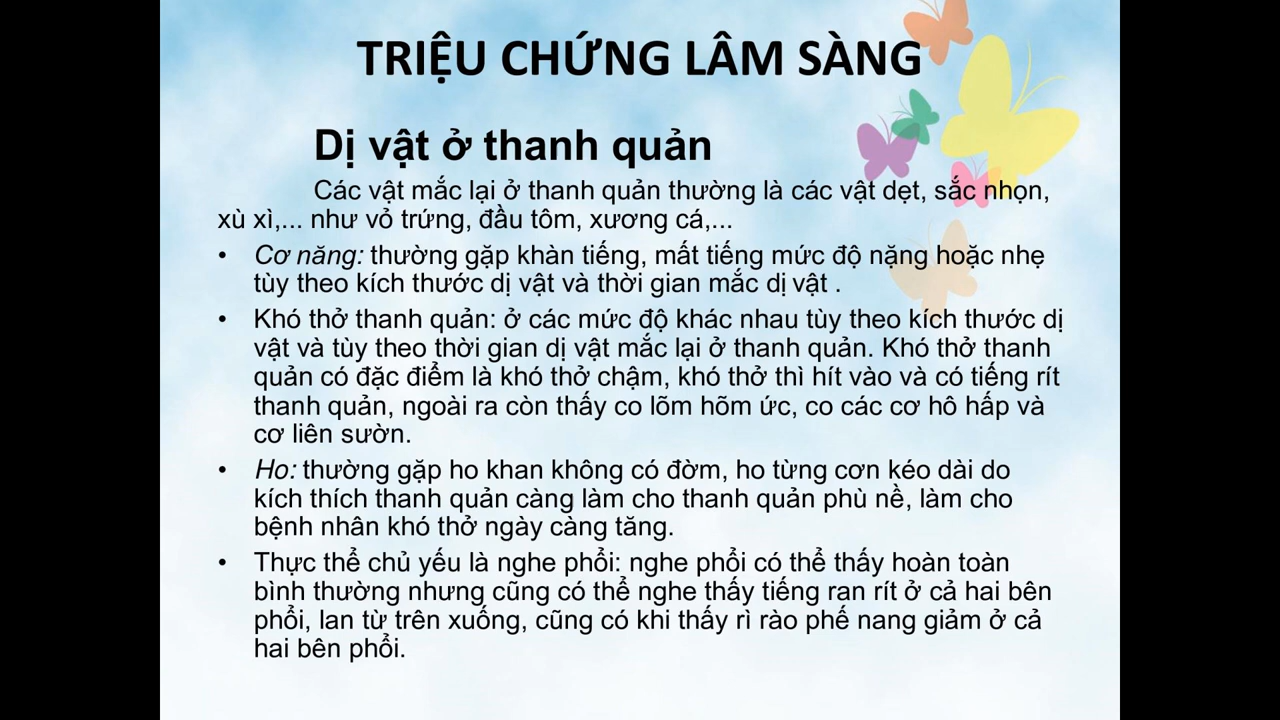 TRIỆU CHỨNG LÂM SÀNG
Dị vật ở thanh quản
Các vật mắc lại ở thanh quản thường là các vật dẹt, sắc nhọn,
xù xì,... như vỏ trứng, đầu tôm, xương cá,...
• Cơ năng: thường gặp khàn tiếng, mất tiếng mức độ nặng hoặc nhẹ
tùy theo kích thước dị vật và thời gian mắc dị vật .
• Khó thở thanh quản: ở các mức độ khác nhau tùy theo kích thước dị
vật và tùy theo thời gian dị vật mắc lại ở thanh quản. Khó thở thanh
quản có đặc điểm là khó thở chậm, khó thở thì hít vào và có tiếng rít
thanh quản, ngoài ra còn thấy co lõm hõm ức, co các cơ hô hấp và
cơ liên sườn.
• Ho: thường gặp ho khan không có đờm, ho từng cơn kéo dài do
kích thích thanh quản càng làm cho thanh quản phù nề, làm cho
bệnh nhân khó thở ngày càng tăng.
• Thực thể chủ yếu là nghe phổi: nghe phổi có thể thấy hoàn toàn
bình thường nhưng cũng có thể nghe thấy tiếng ran rít ở cả hai bên
phổi, lan từ trên xuống, cũng có khi thấy rì rào phế nang giảm ở cả
hai bên phổi.